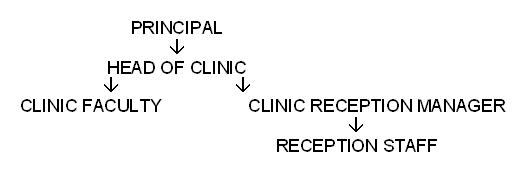 PRINCIPAL
HEAD OF CLINIC
CLINIC FACULTY
CLINIC RECEPTION MANAGER
RECEPTION STAFF